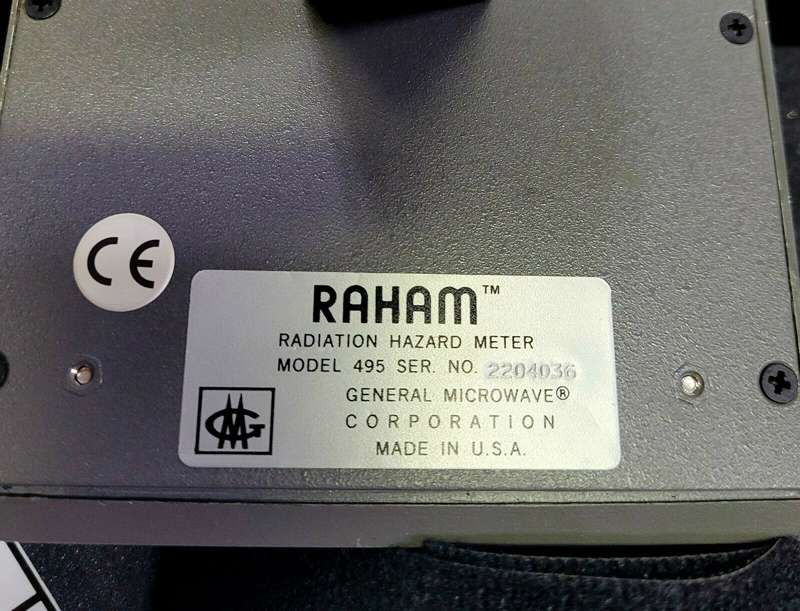 CE
RAHAM™
RADIATION HAZARD METER
MODEL 495 SER. NO. 2204036
GENERAL MICROWAVE®
CORPORATION
MADE IN U.S.A.